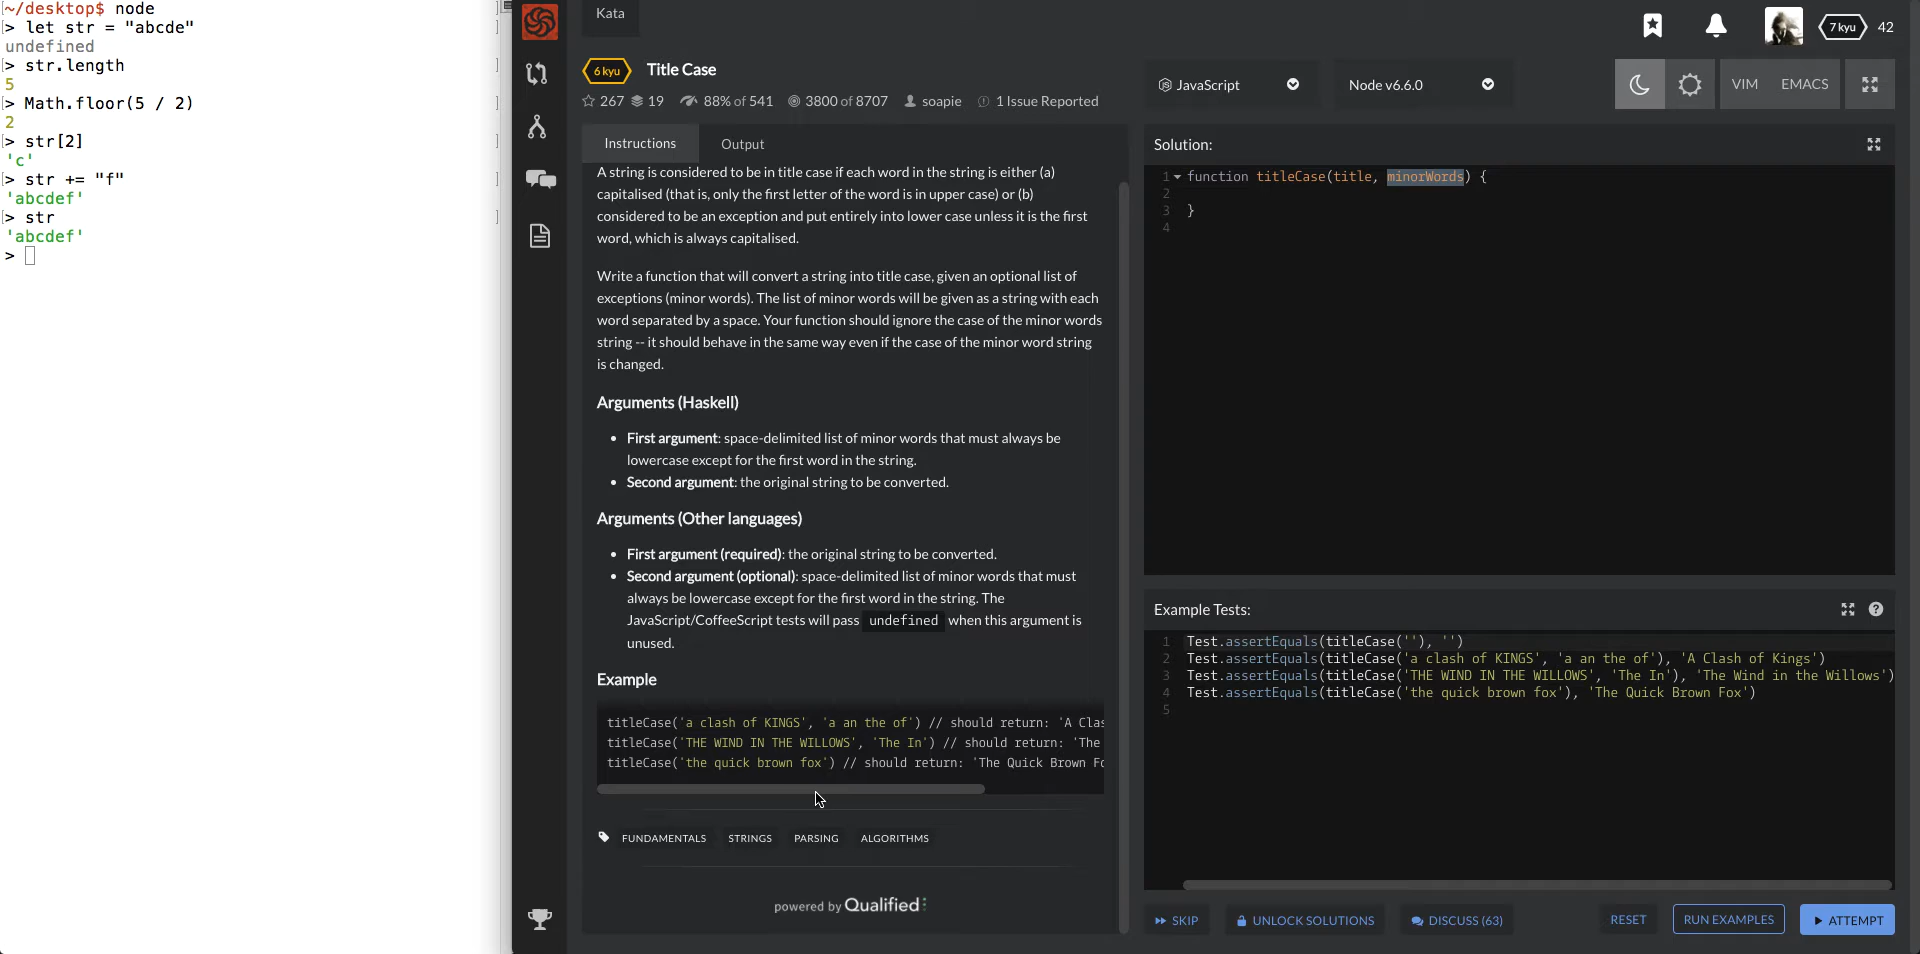 ~/desktop$ node
> let str = "abcde"
undefined
> str.length
5
> Math.floor(5 / 2)
2
> str[2]
'c'
> str += "f"
'abcdef'
> str
'abcdef'
>
Kata
7 kyu 42
6 kyu Title Case
267 19 88% of 541 3800 of 8707 soapie 1 Issue Reported
JavaScript
Node v6.6.0
VIM EMACS
Instructions Output
A string is considered to be in title case if each word in the string is either (a)
capitalised (that is, only the first letter of the word is in upper case) or (b)
considered to be an exception and put entirely into lower case unless it is the first
word, which is always capitalised.
Write a function that will convert a string into title case, given an optional list of
exceptions (minor words). The list of minor words will be given as a string with each
word separated by a space. Your function should ignore the case of the minor words
string -- it should behave in the same way even if the case of the minor word string
is changed.
Arguments (Haskell)
• First argument: space-delimited list of minor words that must always be
lowercase except for the first word in the string.
• Second argument: the original string to be converted.
Arguments (Other languages)
• First argument (required): the original string to be converted.
• Second argument (optional): space-delimited list of minor words that must
always be lowercase except for the first word in the string. The
JavaScript/CoffeeScript tests will pass undefined when this argument is
unused.
Example
titleCase('a clash of KINGS', 'a an the of') // should return: 'A Clas
titleCase('THE WIND IN THE WILLOWS', 'The In') // should return: 'The
titleCase('the quick brown fox') // should return: 'The Quick Brown Fo
FUNDAMENTALS STRINGS PARSING ALGORITHMS
powered by Qualified
Solution:
1 function titleCase(title, minorWords) {
2
3 }
4
Example Tests:
1 Test.assertEquals(titleCase(''), '')
2 Test.assertEquals(titleCase('a clash of KINGS', 'a an the of'), 'A Clash of Kings')
3 Test.assertEquals(titleCase('THE WIND IN THE WILLOWS', 'The In'), 'The Wind in the Willows')
4 Test.assertEquals(titleCase('the quick brown fox'), 'The Quick Brown Fox')
5
SKIP UNLOCK SOLUTIONS DISCUSS (63) RESET RUN EXAMPLES ATTEMPT